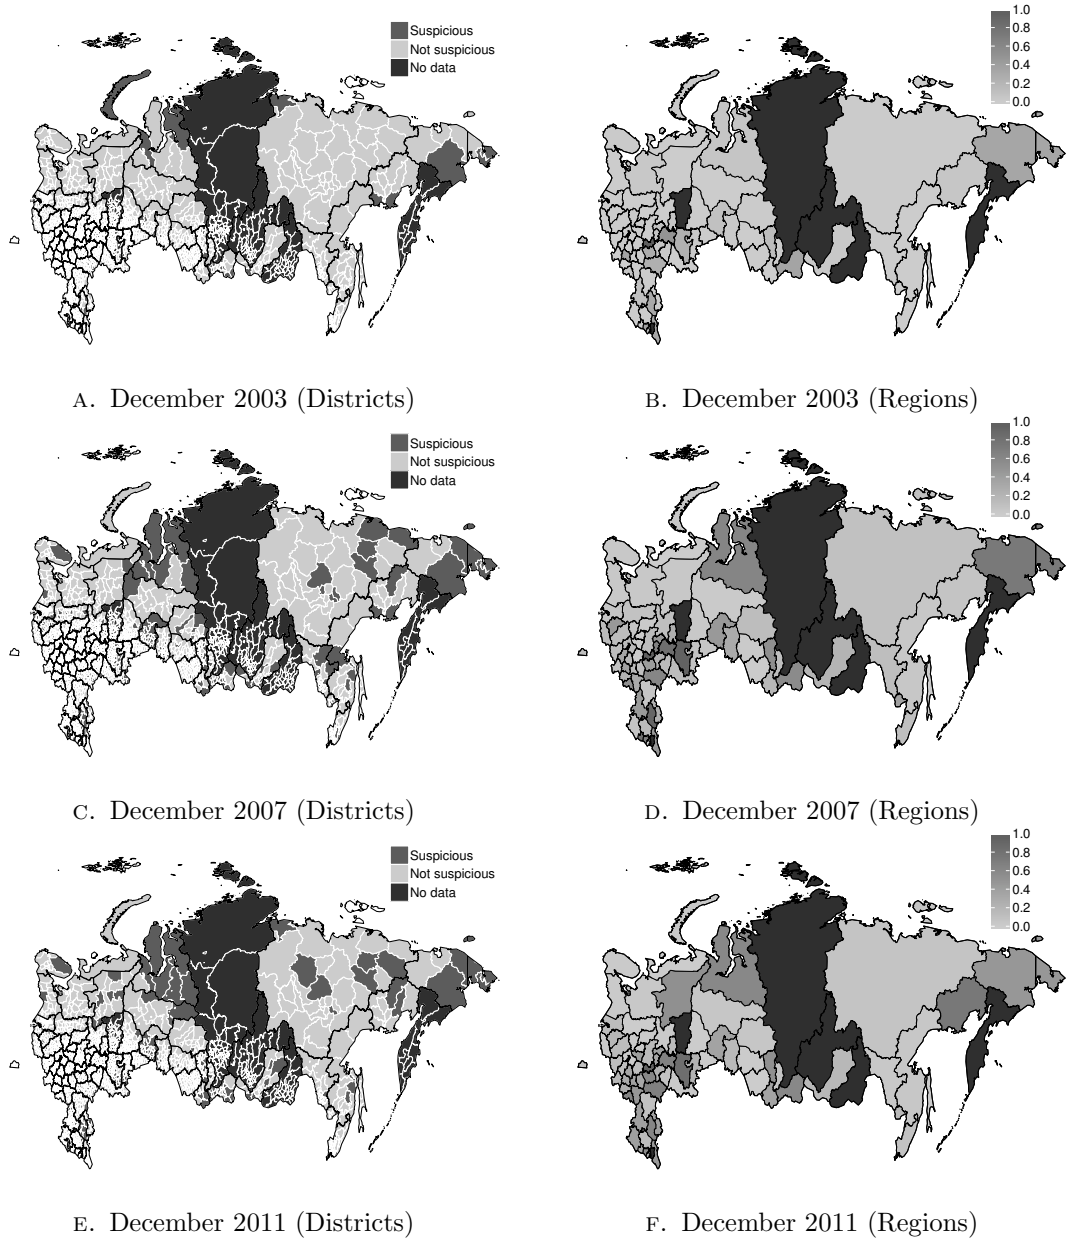 Suspicious
Not suspicious
No data
1.0
0.8
0.6
0.4
0.2
0.0
A. December 2003 (Districts)
B. December 2003 (Regions)
Suspicious
Not suspicious
No data
1.0
0.8
0.6
0.4
0.2
0.0
C. December 2007 (Districts)
D. December 2007 (Regions)
Suspicious
Not suspicious
No data
1.0
0.8
0.6
0.4
0.2
0.0
E. December 2011 (Districts)
F. December 2011 (Regions)